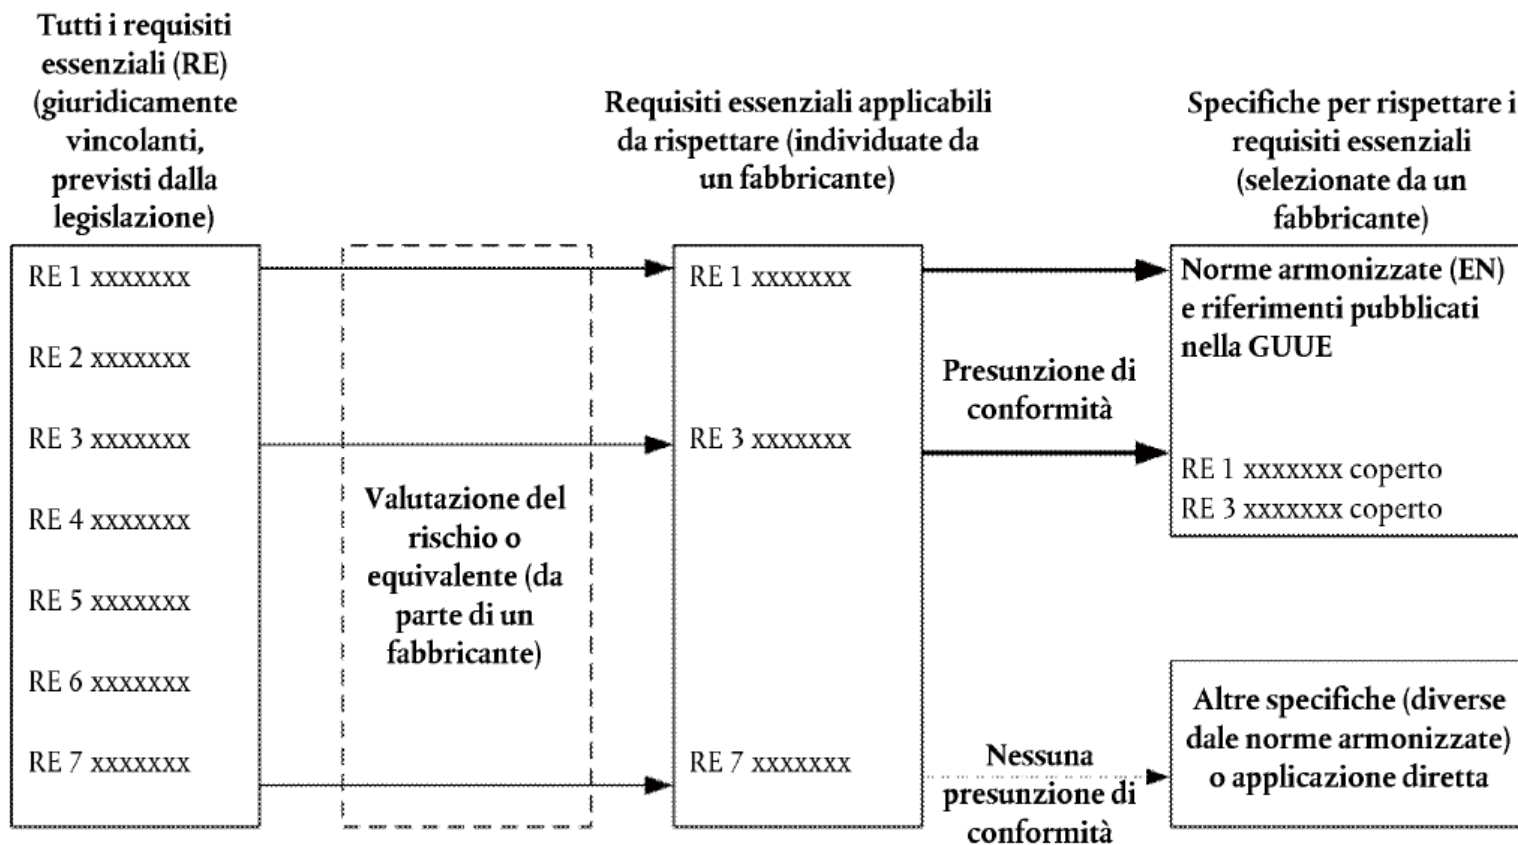 Tutti i requisiti
essenziali (RE)
(giuridicamente
vincolanti,
previsti dalla
legislazione)
RE 1 xxxxxxx
RE 2 xxxxxxx
RE 3 xxxxxxx
RE 4 xxxxxxx
RE 5 xxxxxxx
RE 6 xxxxxxx
RE 7 xxxxxxx
Valutazione del
rischio o
equivalente (da
parte di un
fabbricante)
Requisiti essenziali applicabili
da rispettare (individuate da
un fabbricante)
RE 1 xxxxxxx
RE 3 xxxxxxx
RE 7 xxxxxxx
Presunzione di
conformità
Nessuna
presunzione di
conformità
Specifiche per rispettare i
requisiti essenziali
(selezionate da un
fabbricante)
Norme armonizzate (EN)
e riferimenti pubblicati
nella GUUE
RE 1 xxxxxxx coperto
RE 3 xxxxxxx coperto
Altre specifiche (diverse
dale norme armonizzate)
o applicazione diretta